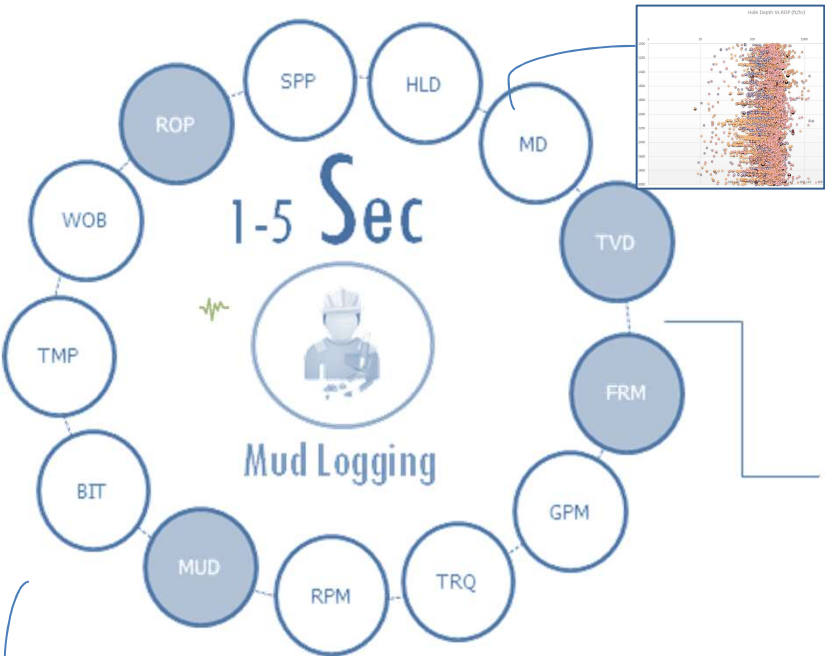 Hole Depth Vs ROP (ft/hr)
SPP
HLD
ROP
MD
1-5 Sec
WOB
TVD
TMP
FRM
Mud Logging
BIT
GPM
MUD
TRQ
RPM